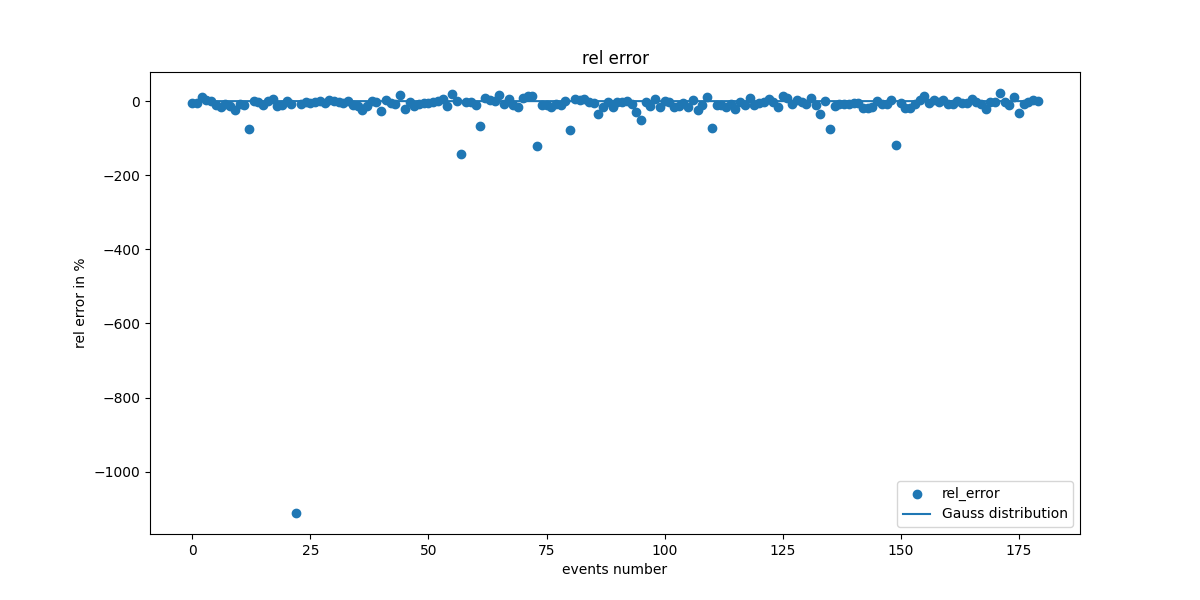 rel error
0
−200
−400
−600
−800
−1000
rel error in %
0 25 50 75 100 125 150 175
events number
rel_error
Gauss distribution